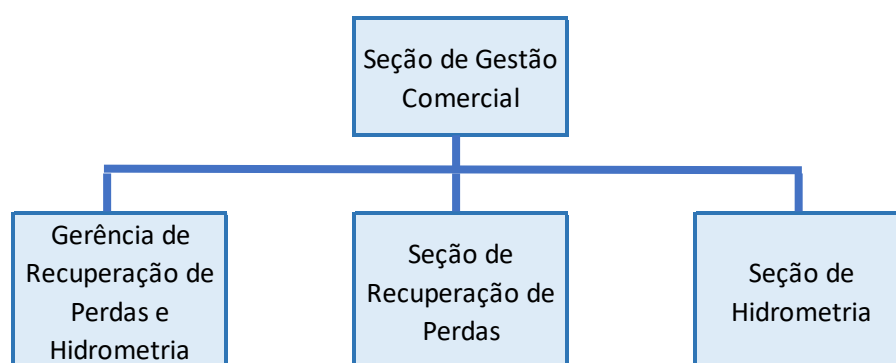 Seção de Gestão
Comercial
Gerência de
Recuperação de
Perdas e
Hidrometria
Seção de
Recuperação de
Perdas
Seção de
Hidrometria